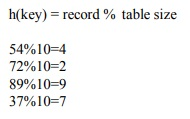 h(key) = record % table size
54%10=4
72%10=2
89%10=9
37%10=7